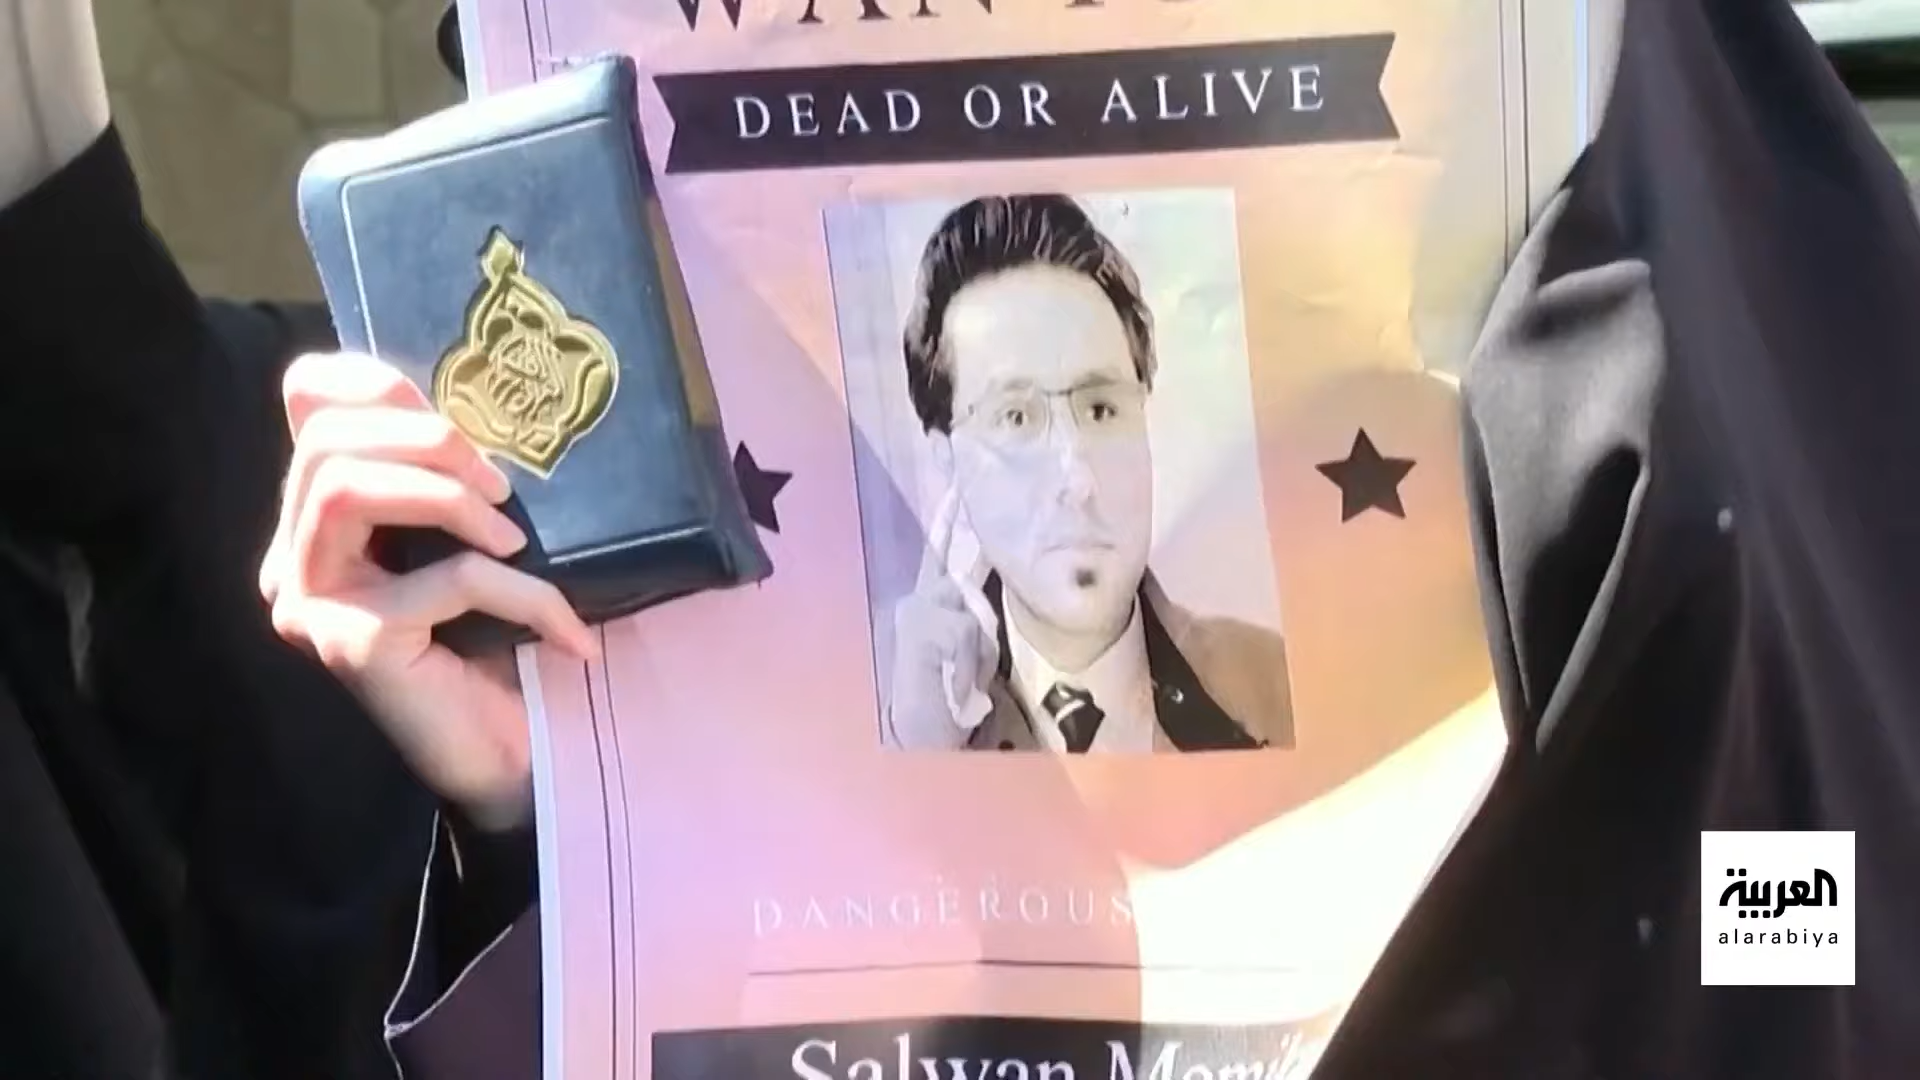 DEAD OR ALIVE
DANGEROUS
Salwan
العربية
alarabiya